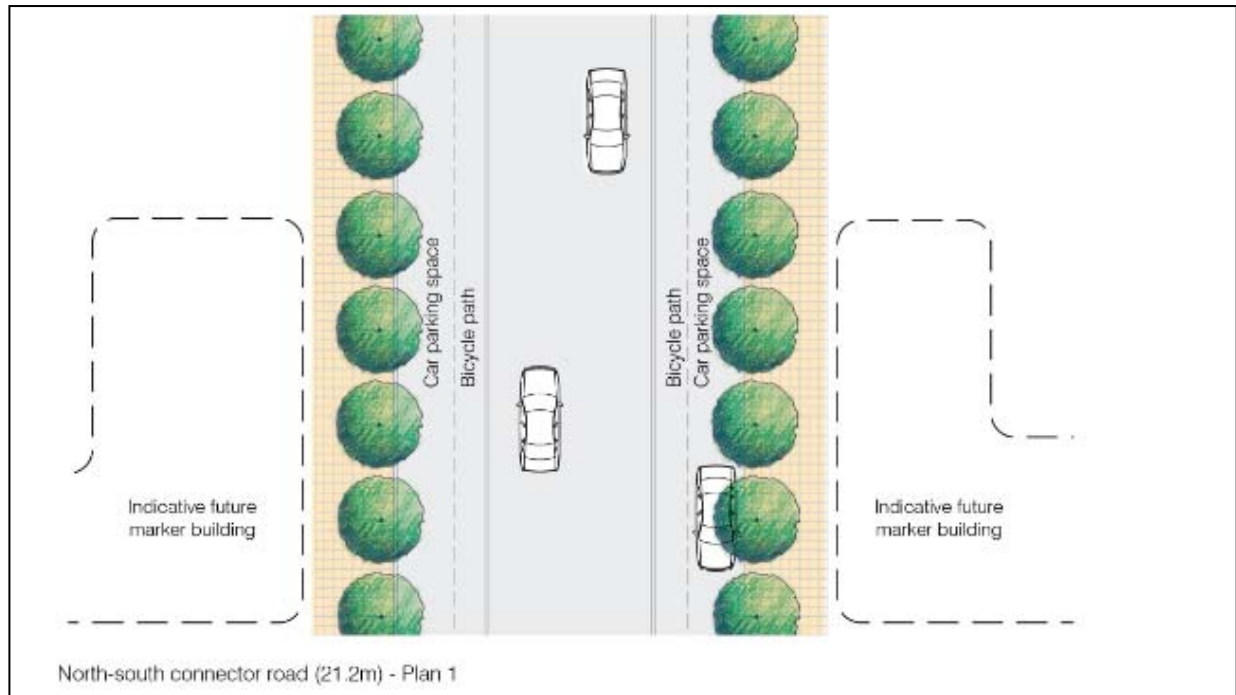 Car parking space
Bicycle path
Bicycle path
Car parking space
Indicative future
marker building
Indicative future
marker building
North-south connector road (21.2m) - Plan 1